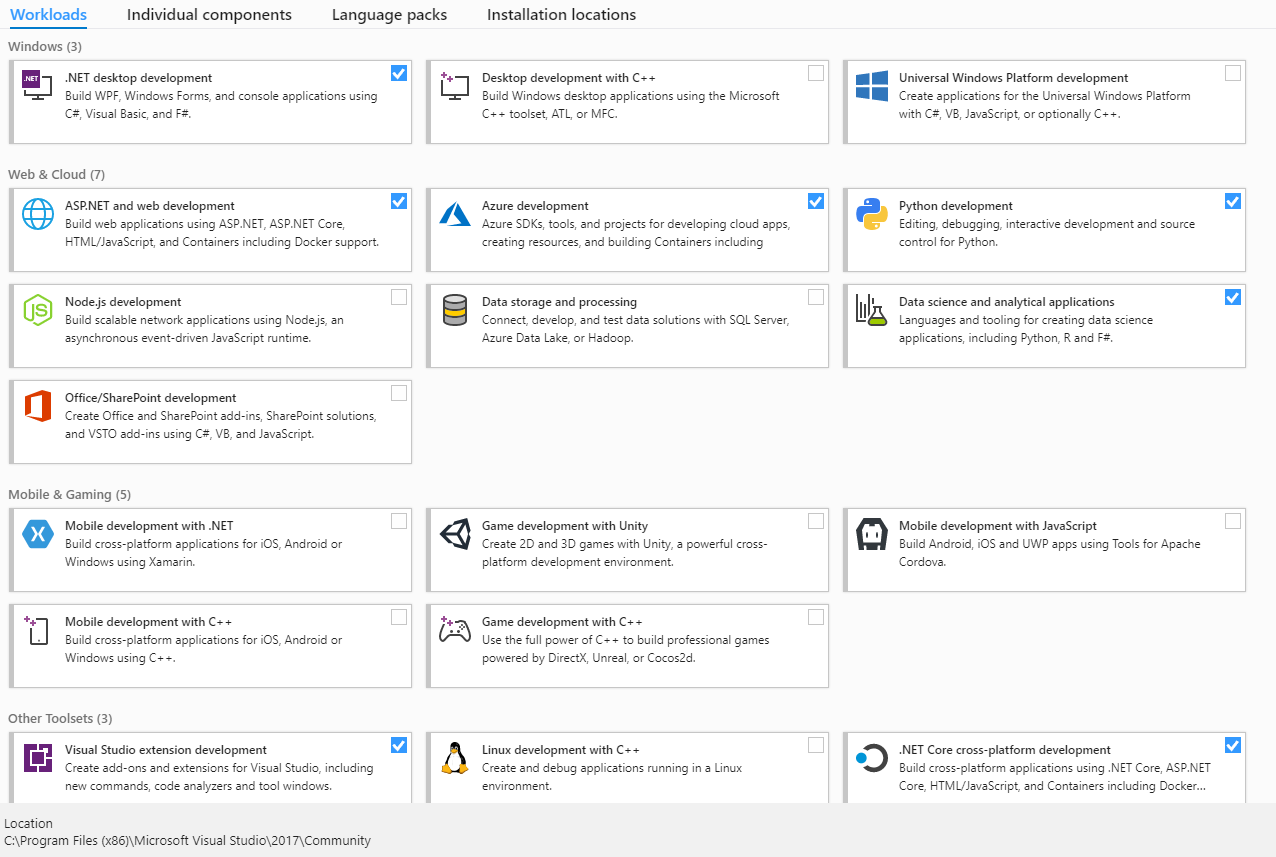 Workloads Individual components Language packs Installation locations
Windows (3)
.NET
.NET desktop development
Build WPF, Windows Forms, and console applications using
C#, Visual Basic, and F#.
Desktop development with C++
Build Windows desktop applications using the Microsoft
C++ toolset, ATL, or MFC.
Universal Windows Platform development
Create applications for the Universal Windows Platform
with C#, VB, JavaScript, or optionally C++.
Web & Cloud (7)
ASP.NET and web development
Build web applications using ASP.NET, ASP.NET Core,
HTML/JavaScript, and Containers including Docker support.
Azure development
Azure SDKs, tools, and projects for developing cloud apps,
creating resources, and building Containers including
Python development
Editing, debugging, interactive development and source
control for Python.
JS
Node.js development
Build scalable network applications using Node.js, an
asynchronous event-driven JavaScript runtime.
Data storage and processing
Connect, develop, and test data solutions with SQL Server,
Azure Data Lake, or Hadoop.
Data science and analytical applications
Languages and tooling for creating data science
applications, including Python, R and F#.
Office/SharePoint development
Create Office and SharePoint add-ins, SharePoint solutions,
and VSTO add-ins using C#, VB, and JavaScript.
Mobile & Gaming (5)
Mobile development with .NET
Build cross-platform applications for iOS, Android or
Windows using Xamarin.
Game development with Unity
Create 2D and 3D games with Unity, a powerful cross-
platform development environment.
Mobile development with JavaScript
Build Android, iOS and UWP apps using Tools for Apache
Cordova.
Mobile development with C++
Build cross-platform applications for iOS, Android or
Windows using C++.
Game development with C++
Use the full power of C++ to build professional games
powered by DirectX, Unreal, or Cocos2d.
Other Toolsets (3)
Visual Studio extension development
Create add-ons and extensions for Visual Studio, including
new commands, code analyzers and tool windows.
Linux development with C++
Create and debug applications running in a Linux
environment.
.NET Core cross-platform development
Build cross-platform applications using .NET Core, ASP.NET
Core, HTML/JavaScript, and Containers including Docker...
Location
C:\Program Files (x86)\Microsoft Visual Studio\2017\Community